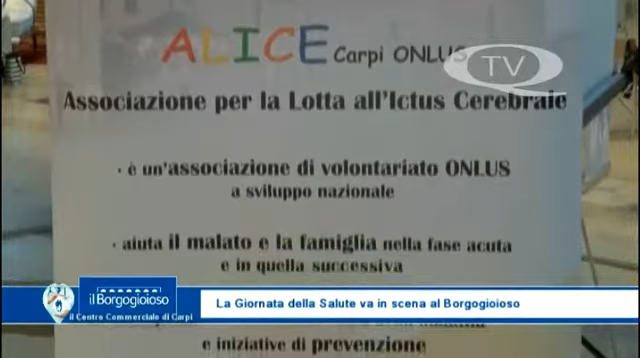 ALICE Carpi ONLUS
TV
Associazione per la Lotta all'Ictus Cerebrale
· è un'associazione di volontariato ONLUS
a sviluppo nazionale
· aiuta il malato e la famiglia nella fase acuta
e in quella successiva
il Borgogioioso
il Centro Commerciale di Carpi
La Giornata della Salute va in scena al Borgogioioso
e iniziative di prevenzione